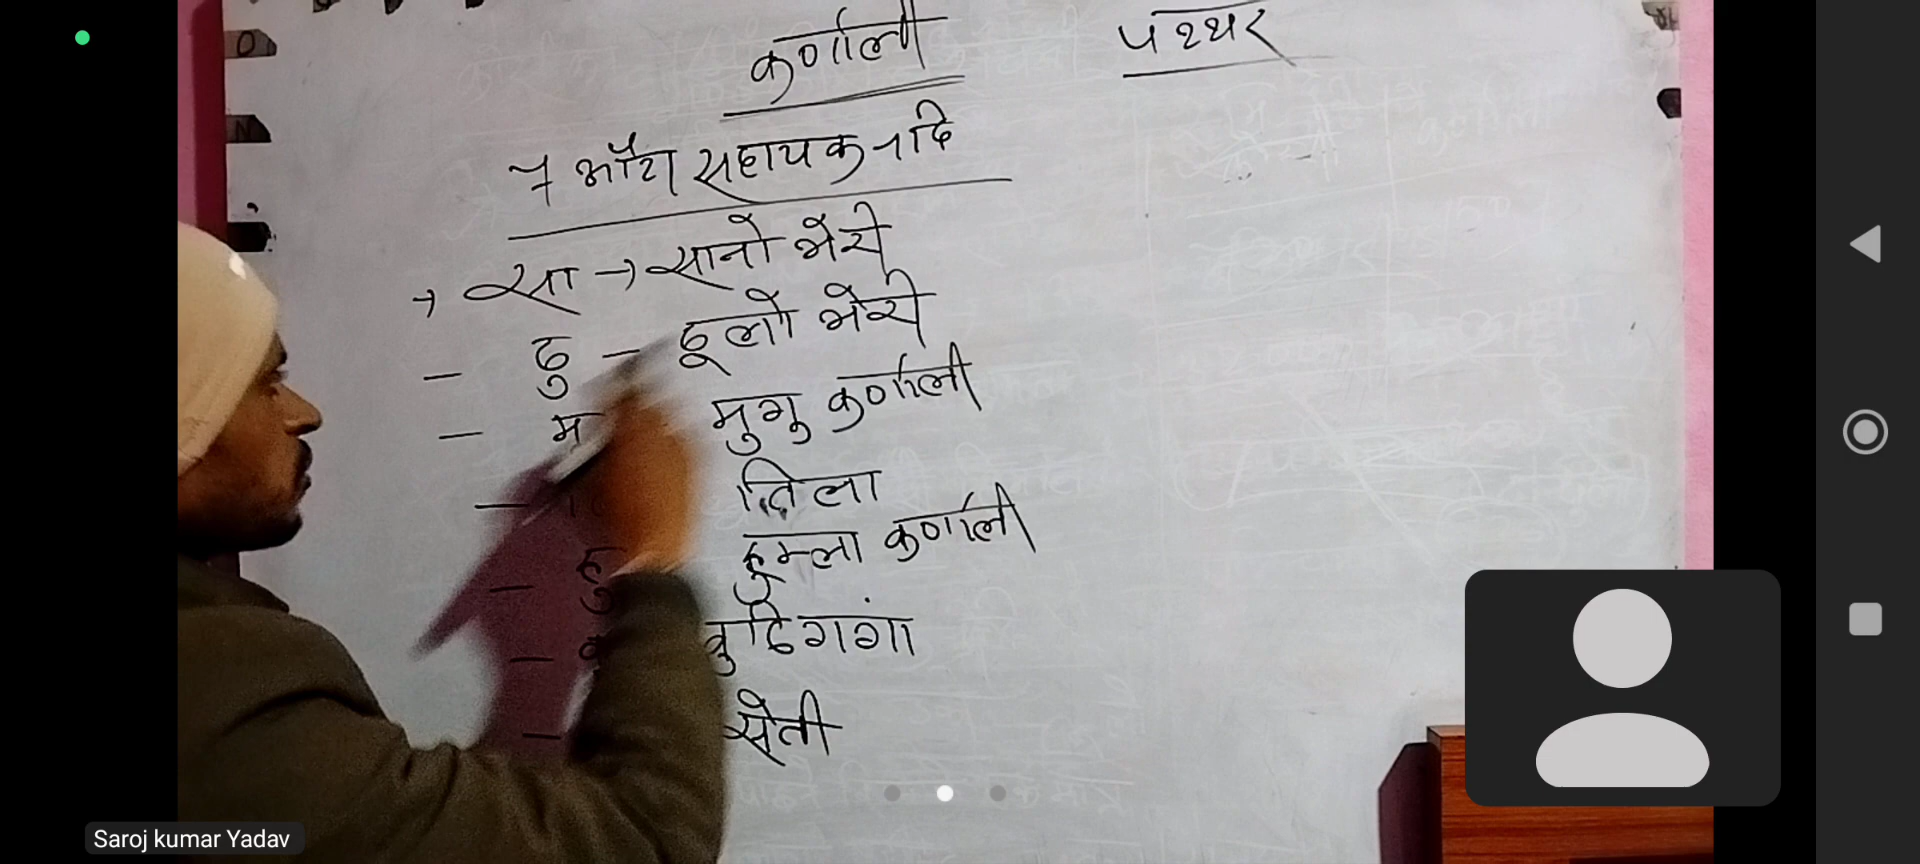 कर्णाली
पत्थर
7 ओटा सहायक नदि
→ सा → सानो भेरी
- ठु - ठूलो भेरी
- मु मुगु कर्णाली
- तिला
- हु हुम्ला कर्णाली
- बुढिगंगा
- सेती
Saroj kumar Yadav